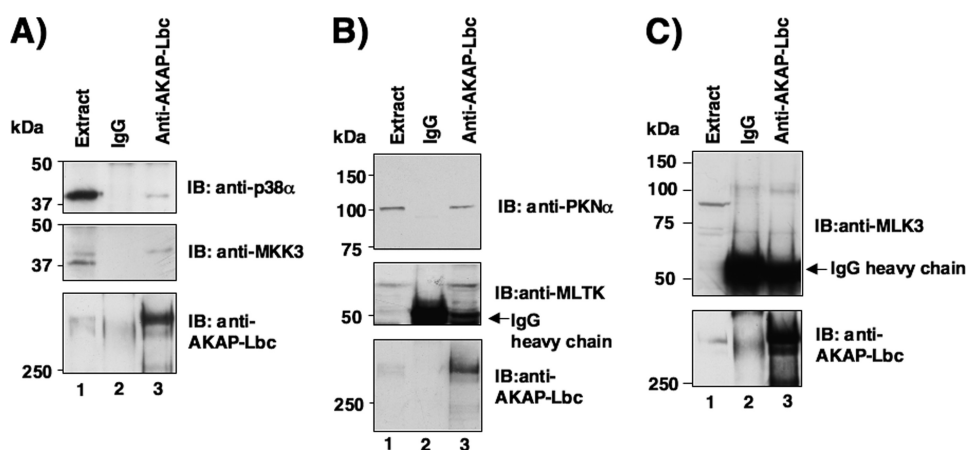 A)
kDa
Extract
IgG
Anti-AKAP-Lbc
50
37
IB: anti-p38α
50
37
IB: anti-MKK3
250
IB: anti-
AKAP-Lbc
1 2 3
B)
kDa
Extract
IgG
Anti-AKAP-Lbc
150
100
75
IB: anti-PKNα
50
IB:anti-MLTK
IgG
heavy chain
250
IB:anti-
AKAP-Lbc
1 2 3
C)
kDa
Extract
IgG
Anti-AKAP-Lbc
150
100
75
50
IB:anti-MLK3
IgG heavy chain
250
IB: anti-
AKAP-Lbc
1 2 3